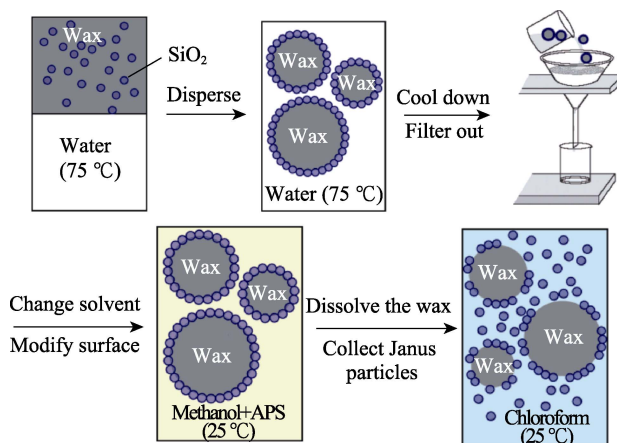 Wax
SiO₂
Water
(75 ℃)
Disperse
Wax
Wax
Wax
Water (75 ℃)
Cool down
Filter out
Change solvent
Modify surface
Wax
Wax
Wax
Methanol+APS
(25 ℃)
Dissolve the wax
Collect Janus
particles
Wax
Wax
Wax
Chloroform
(25 ℃)